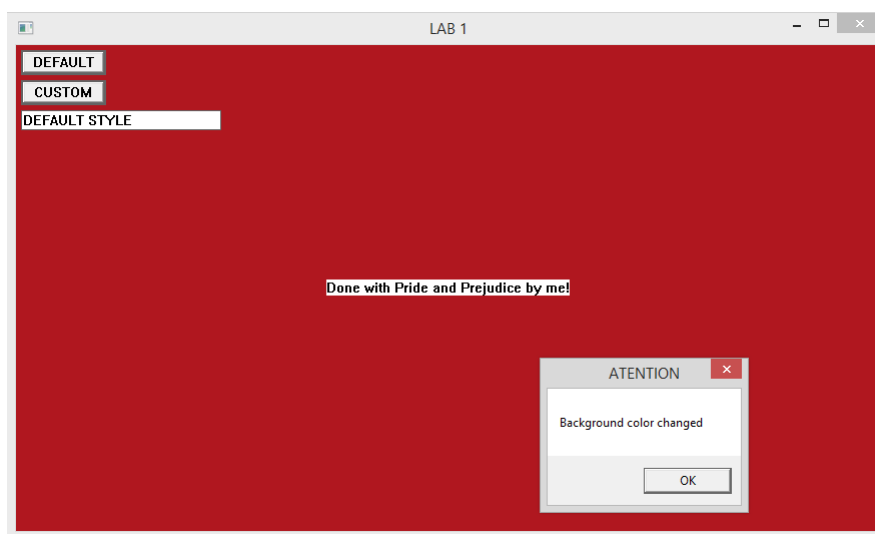 LAB 1
DEFAULT
CUSTOM
DEFAULT STYLE
Done with Pride and Prejudice by me!
ATENTION
Background color changed
OK